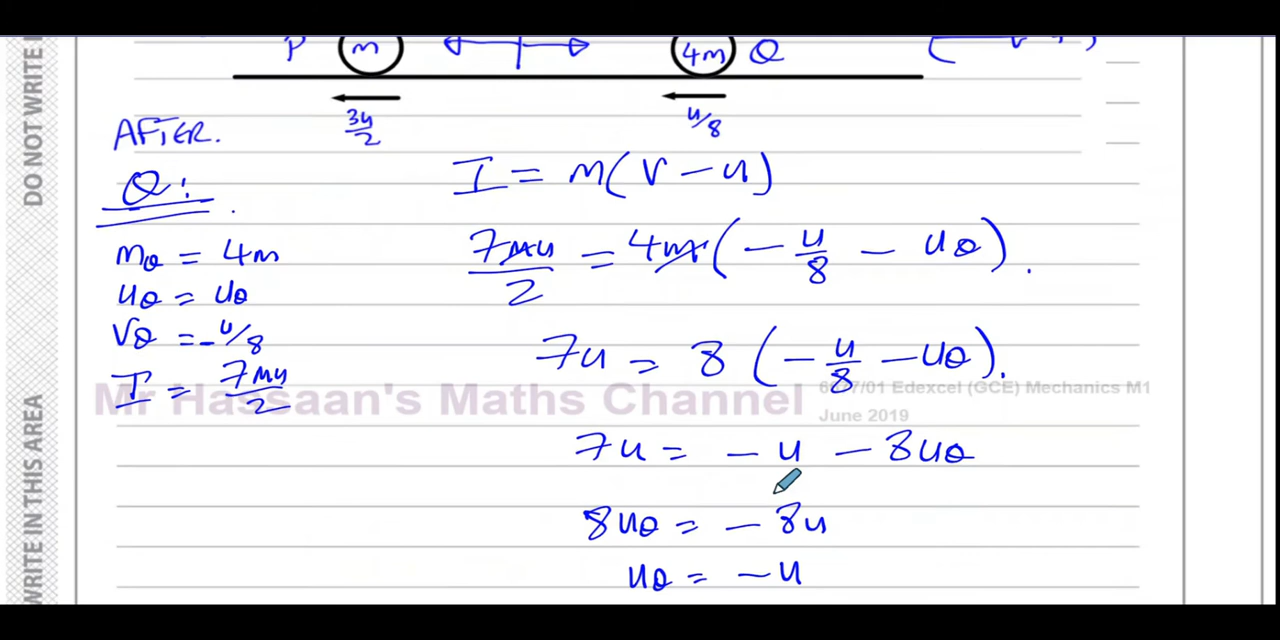 DO NOT WRITE
P m 4m Q
3u/2 u/8
AFTER.
Q:
I = m(v - u)
mQ = 4m
7mu/2 = 4m(- u/8 - uQ).
uQ = uQ
vQ = -u/8
7u = 8 (- u/8 - uQ).
I = 7mu/2
Mr Hassaan's Maths Channel
6677/01 Edexcel (GCE) Mechanics M1
June 2019
7u = - u - 8uQ
8uQ = - 8u
uQ = - u
WRITE IN THIS AREA